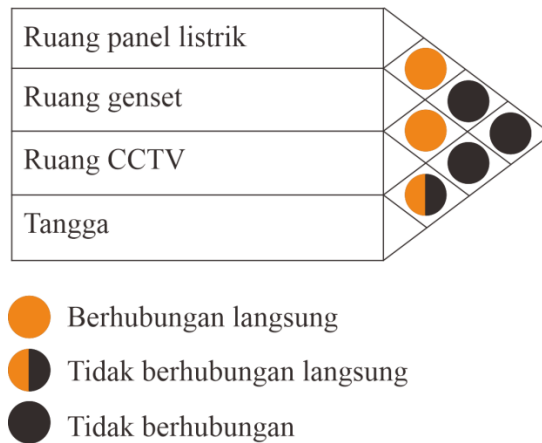 Ruang panel listrik
Ruang genset
Ruang CCTV
Tangga
Berhubungan langsung
Tidak berhubungan langsung
Tidak berhubungan